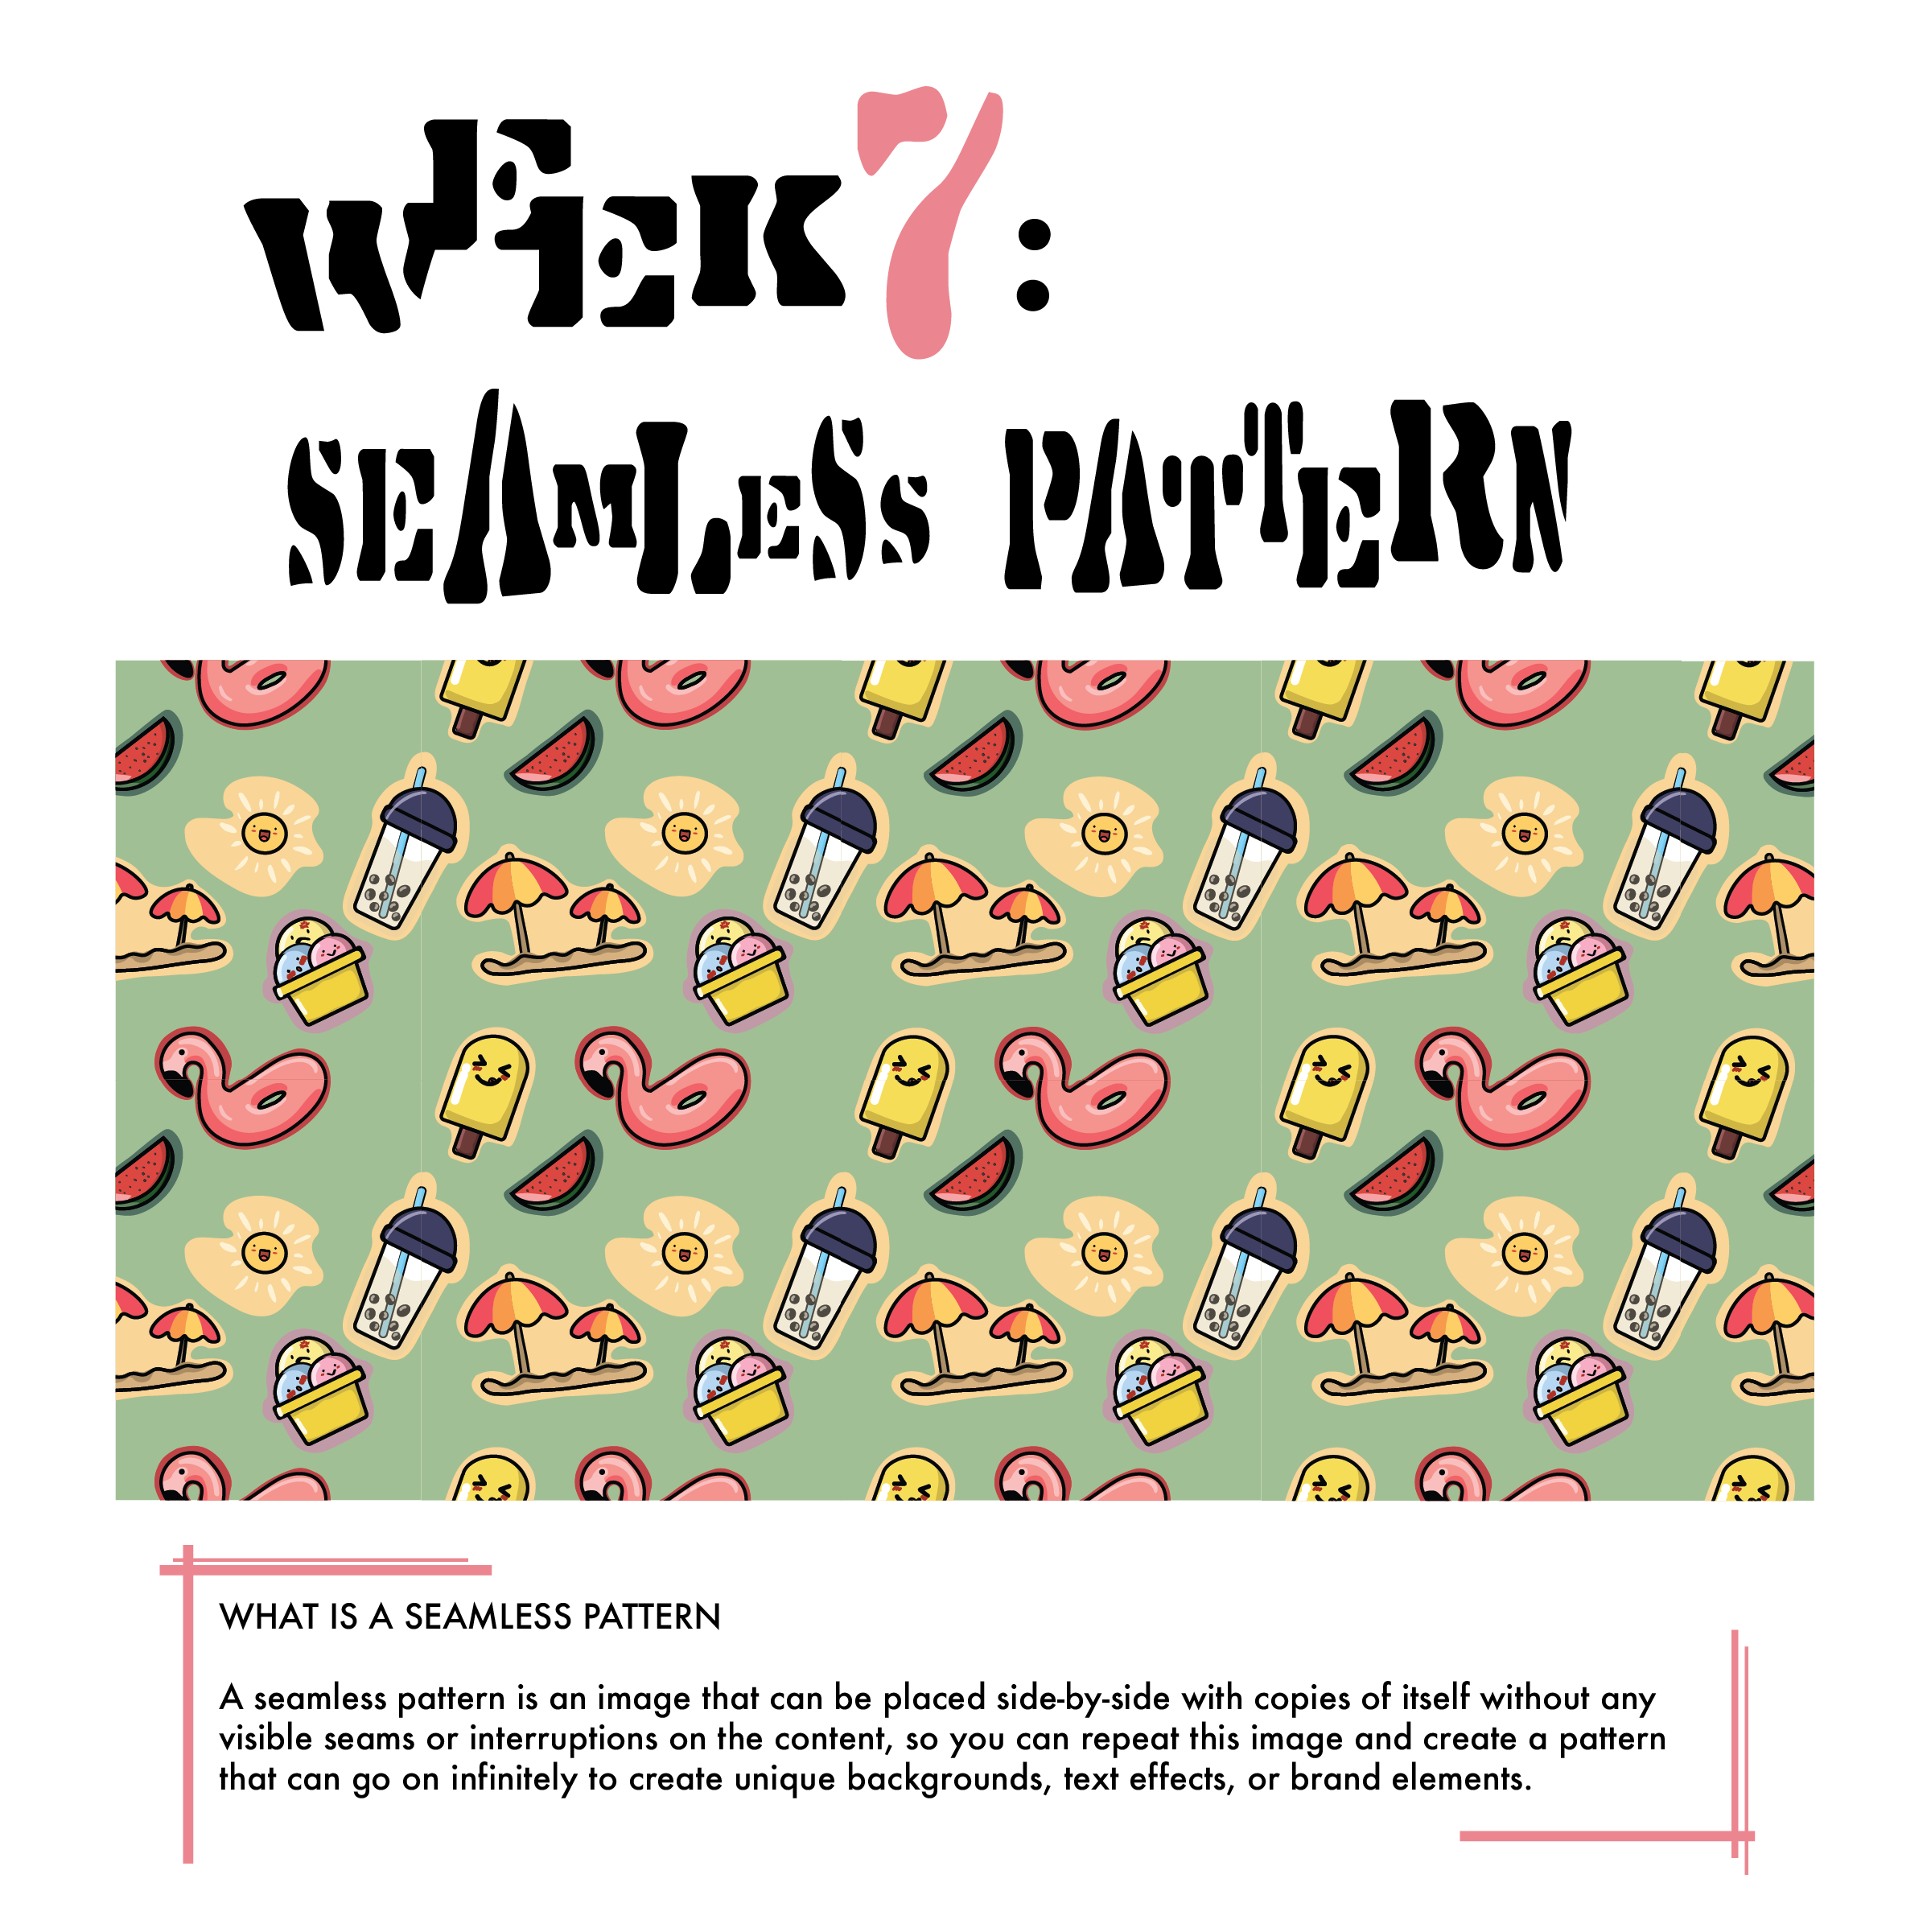 WEEK 7:
SEAMLESS PATTERN
WHAT IS A SEAMLESS PATTERN
A seamless pattern is an image that can be placed side-by-side with copies of itself without any
visible seams or interruptions on the content, so you can repeat this image and create a pattern
that can go on infinitely to create unique backgrounds, text effects, or brand elements.